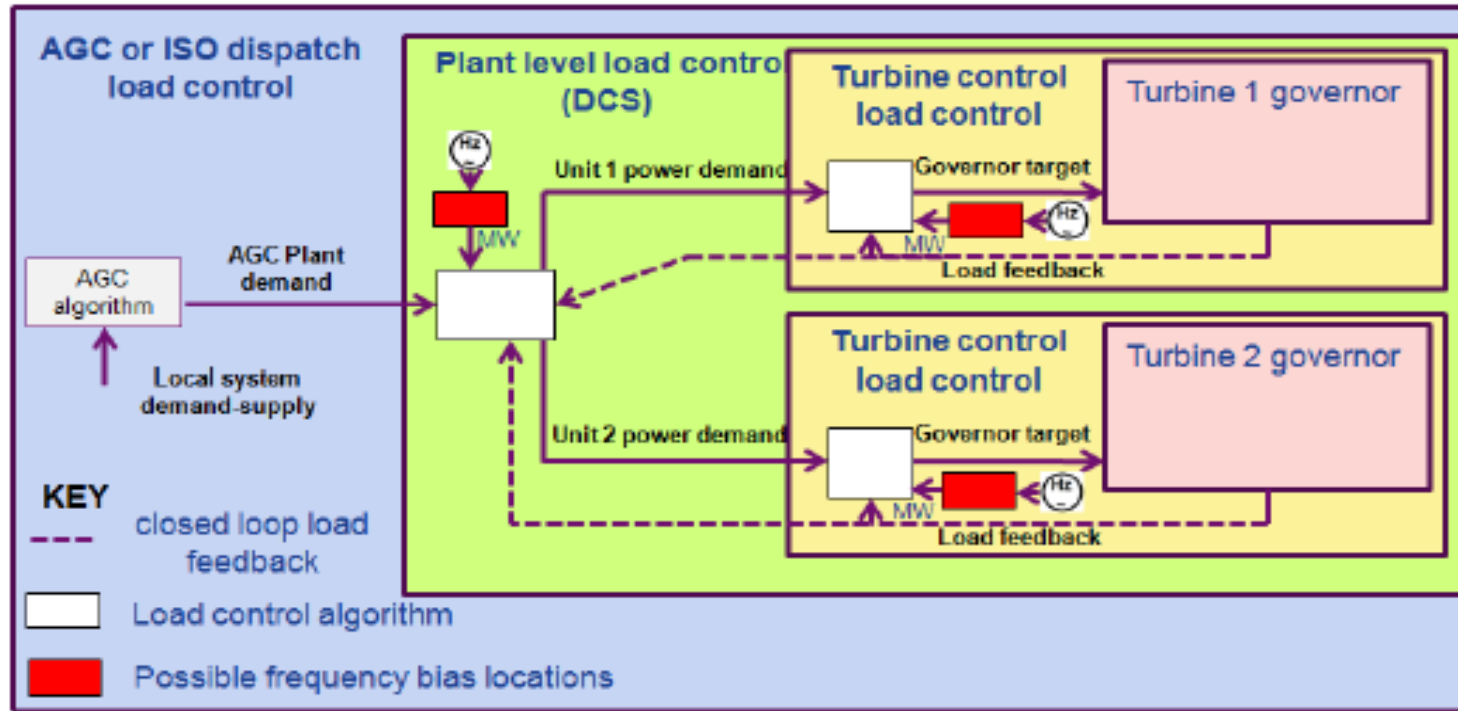 AGC or ISO dispatch
load control
Plant level load control
(DCS)
Turbine control
load control
Turbine 1 governor
Hz
~
Unit 1 power demand
Governor target
Hz
~
MW
MW
Load feedback
AGC Plant
demand
AGC
algorithm
Local system
demand-supply
Turbine control
load control
Turbine 2 governor
Unit 2 power demand
Governor target
Hz
~
MW
Load feedback
KEY
closed loop load
feedback
Load control algorithm
Possible frequency bias locations